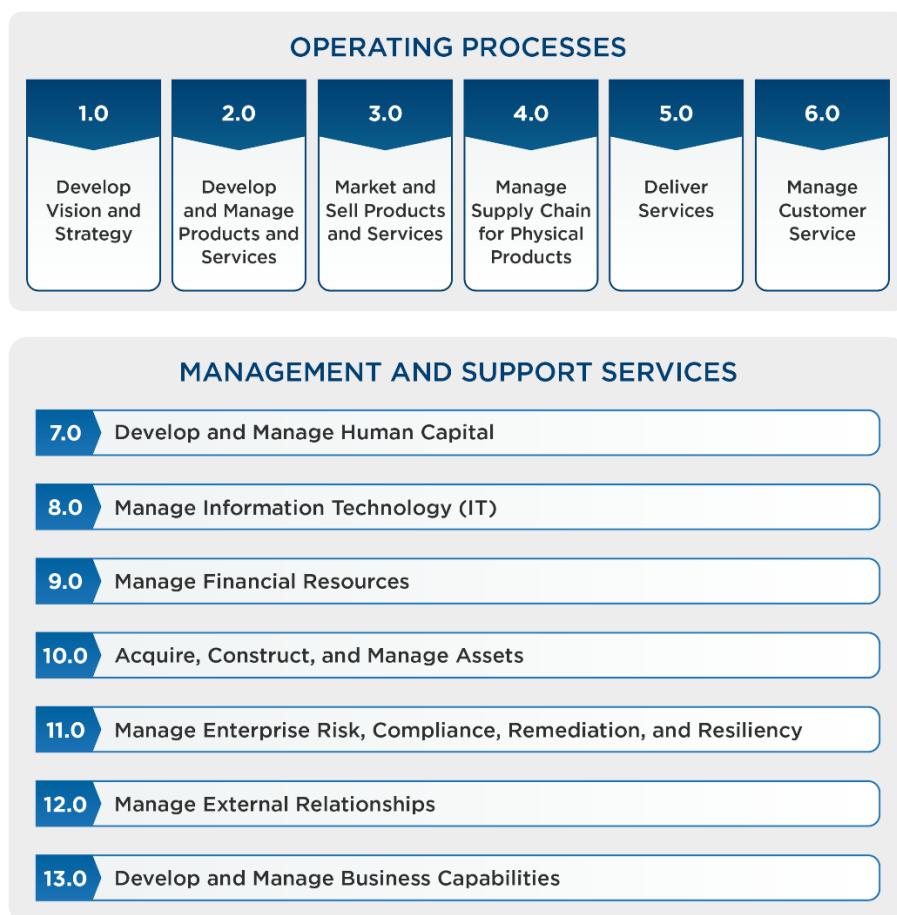 OPERATING PROCESSES
1.0
Develop
Vision and
Strategy
2.0
Develop
and Manage
Products and
Services
3.0
Market and
Sell Products
and Services
4.0
Manage
Supply Chain
for Physical
Products
5.0
Deliver
Services
6.0
Manage
Customer
Service
MANAGEMENT AND SUPPORT SERVICES
7.0 Develop and Manage Human Capital
8.0 Manage Information Technology (IT)
9.0 Manage Financial Resources
10.0 Acquire, Construct, and Manage Assets
11.0 Manage Enterprise Risk, Compliance, Remediation, and Resiliency
12.0 Manage External Relationships
13.0 Develop and Manage Business Capabilities